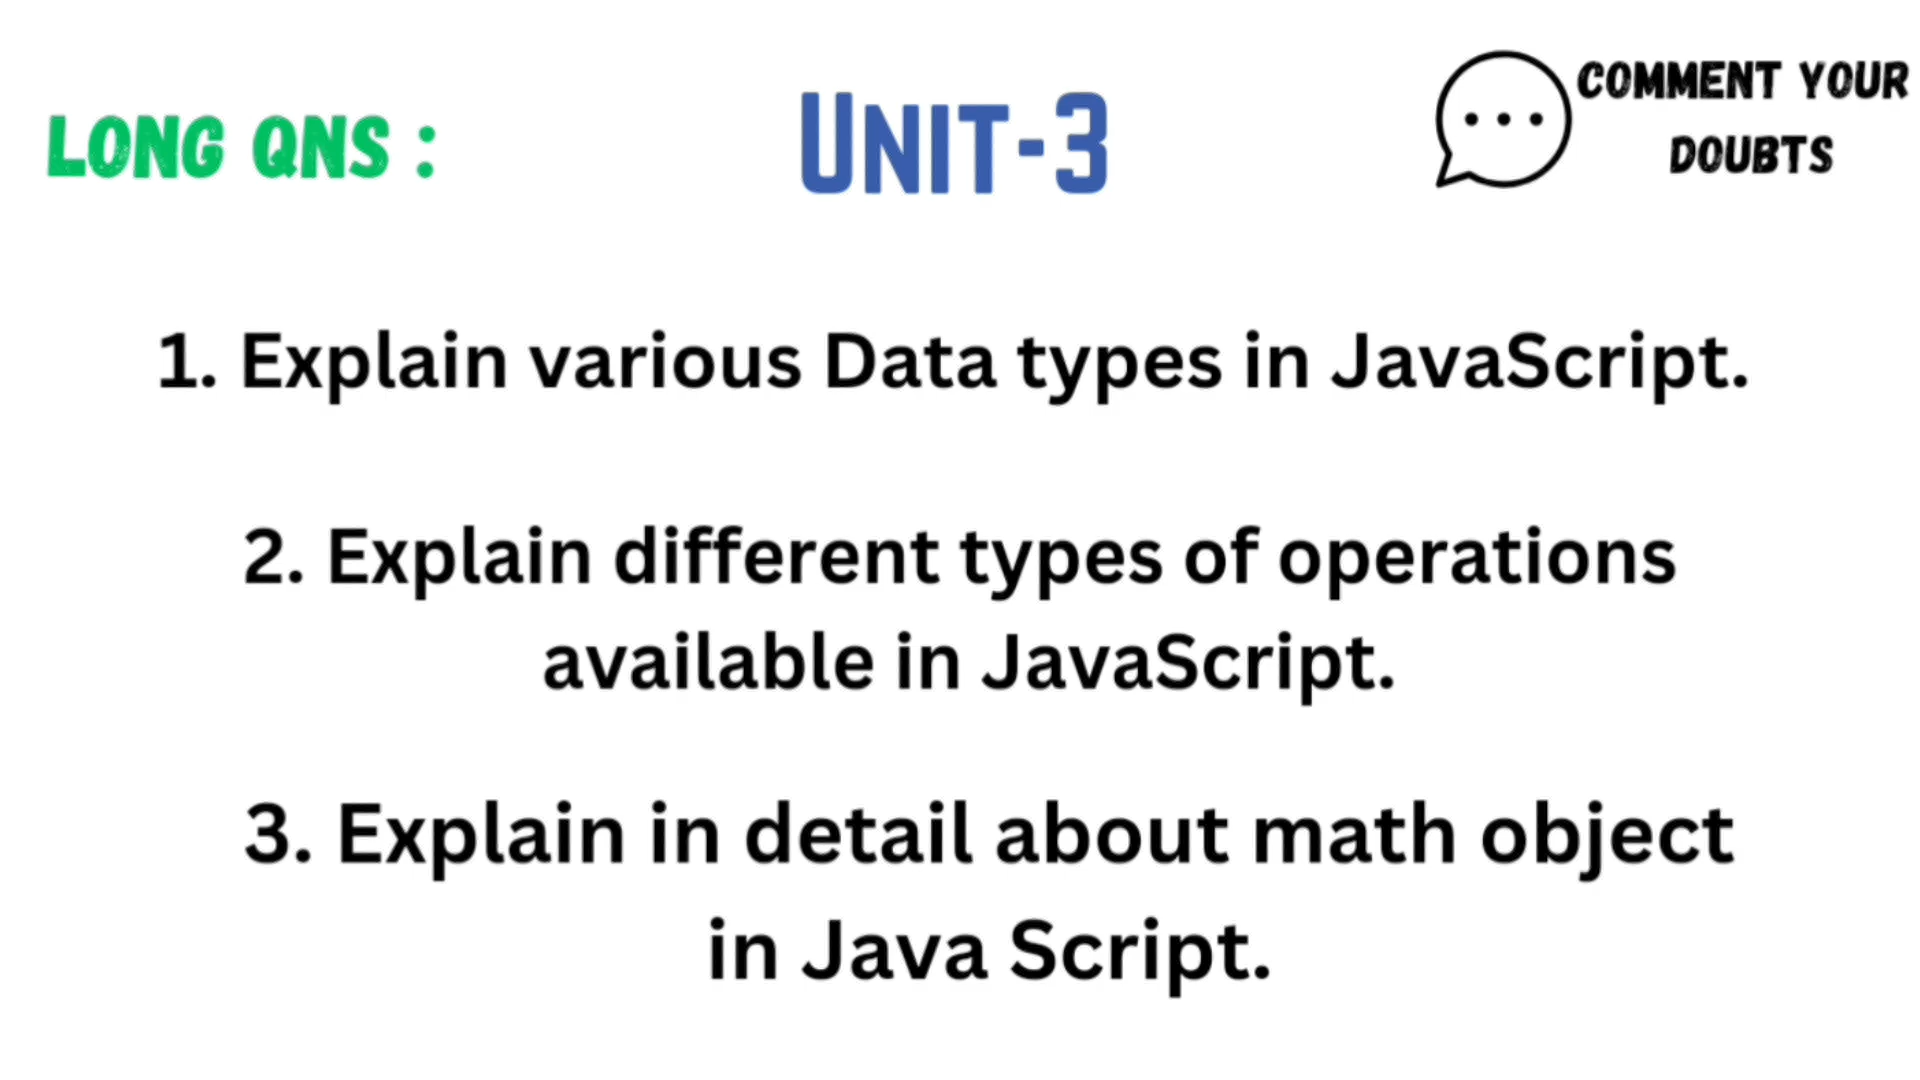 LONG QNS :
UNIT-3
COMMENT YOUR
DOUBTS
1. Explain various Data types in JavaScript.
2. Explain different types of operations
available in JavaScript.
3. Explain in detail about math object
in Java Script.